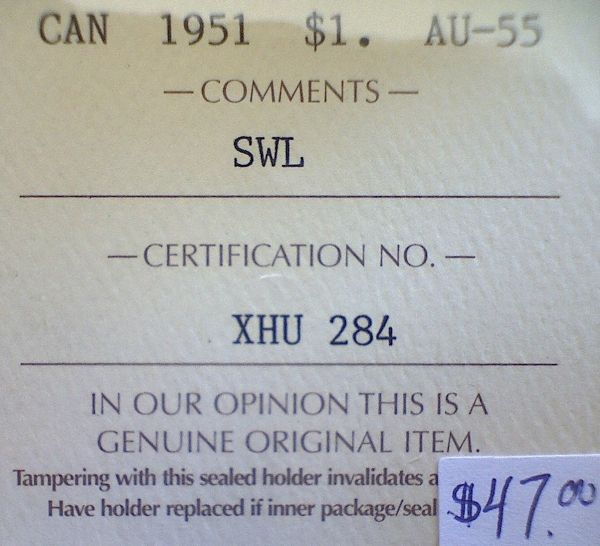 CAN 1951 $1. AU-55
— COMMENTS —
SWL
— CERTIFICATION NO. —
XHU 284
IN OUR OPINION THIS IS A
GENUINE ORIGINAL ITEM.
Tampering with this sealed holder invalidates a
Have holder replaced if inner package/seal
$47.00